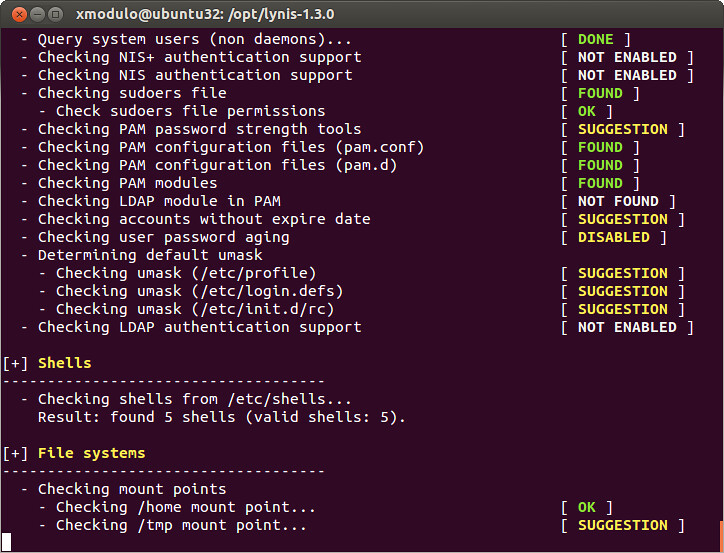 xmodulo@ubuntu32: /opt/lynis-1.3.0
- Query system users (non daemons)... [ DONE ]
- Checking NIS+ authentication support [ NOT ENABLED ]
- Checking NIS authentication support [ NOT ENABLED ]
- Checking sudoers file [ FOUND ]
- Check sudoers file permissions [ OK ]
- Checking PAM password strength tools [ SUGGESTION ]
- Checking PAM configuration files (pam.conf) [ FOUND ]
- Checking PAM configuration files (pam.d) [ FOUND ]
- Checking PAM modules [ FOUND ]
- Checking LDAP module in PAM [ NOT FOUND ]
- Checking accounts without expire date [ SUGGESTION ]
- Checking user password aging [ DISABLED ]
- Determining default umask
- Checking umask (/etc/profile) [ SUGGESTION ]
- Checking umask (/etc/login.defs) [ SUGGESTION ]
- Checking umask (/etc/init.d/rc) [ SUGGESTION ]
- Checking LDAP authentication support [ NOT ENABLED ]
[+] Shells
------------------------------------
- Checking shells from /etc/shells...
Result: found 5 shells (valid shells: 5).
[+] File systems
------------------------------------
- Checking mount points
- Checking /home mount point... [ OK ]
- Checking /tmp mount point... [ SUGGESTION ]